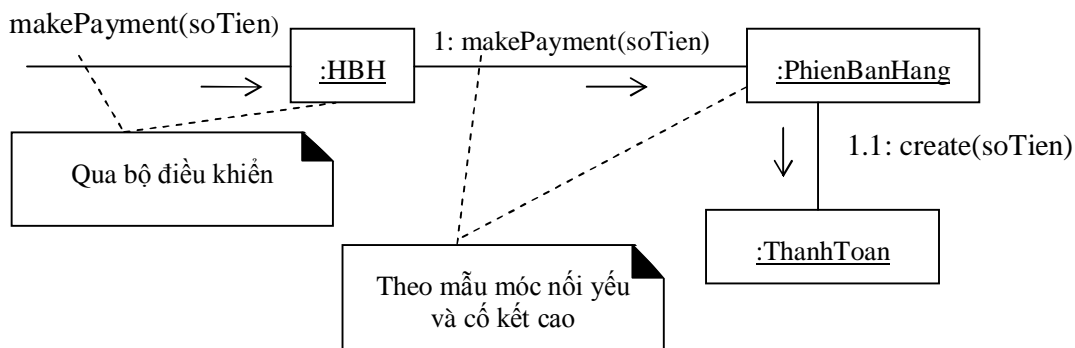 makePayment(soTien)
1: makePayment(soTien)
:HBH
:PhienBanHang
Qua bộ điều khiển
1.1: create(soTien)
:ThanhToan
Theo mẫu móc nối yếu
và cố kết cao